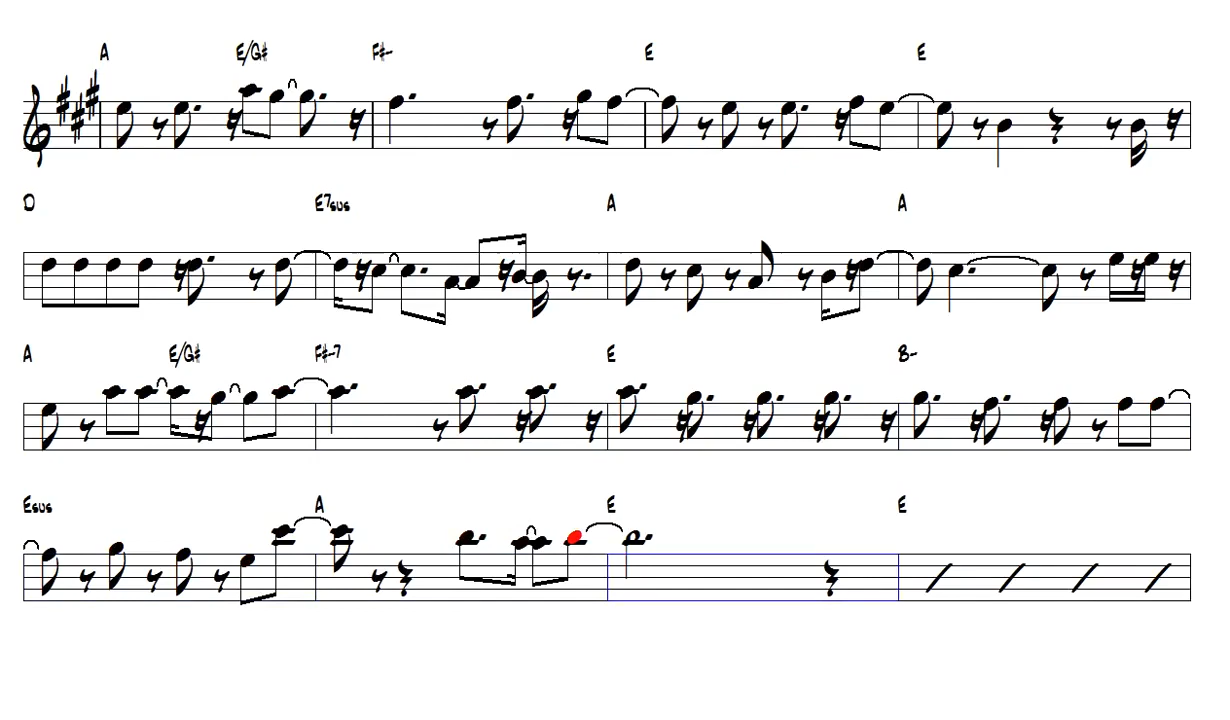 A E/G# F#- E E
D E7sus A A
A E/G# F#-7 E B-
Esus A E E